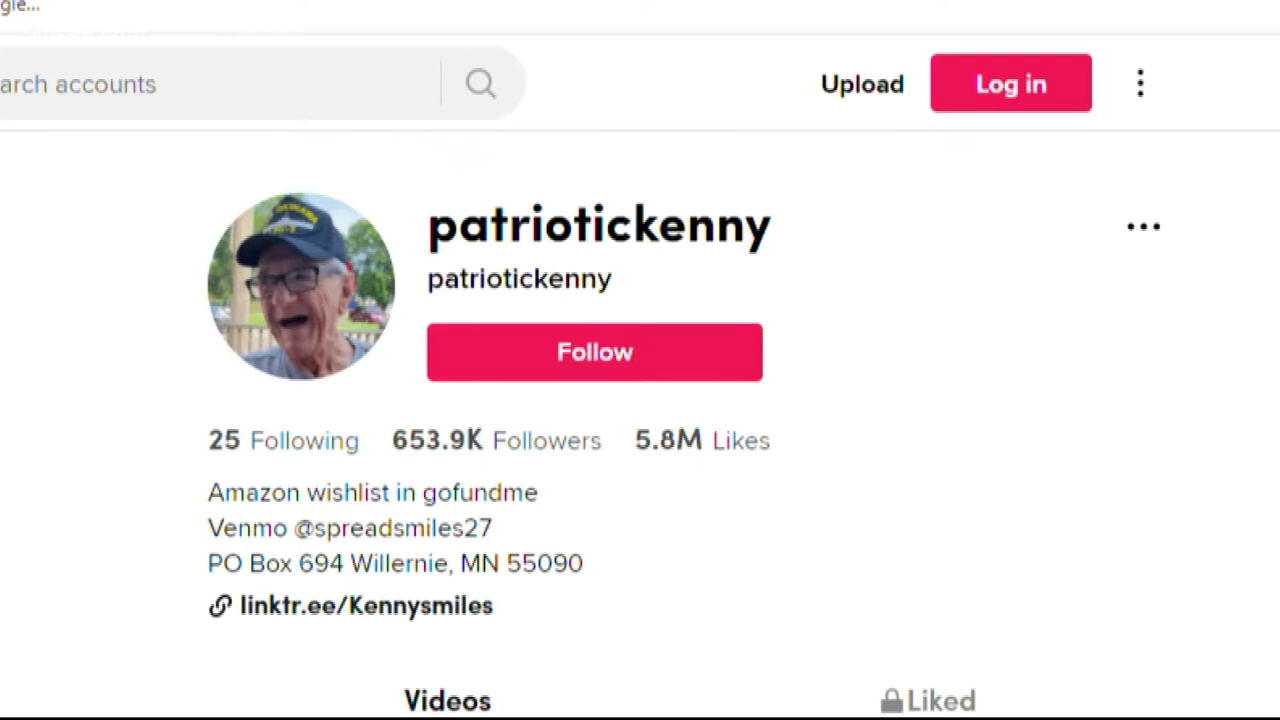 gle...
arch accounts
Upload
Log in
patriotickenny
patriotickenny
Follow
25 Following 653.9K Followers 5.8M Likes
Amazon wishlist in gofundme
Venmo @spreadsmiles27
PO Box 694 Willernie, MN 55090
linktr.ee/Kennysmiles
Videos
Liked